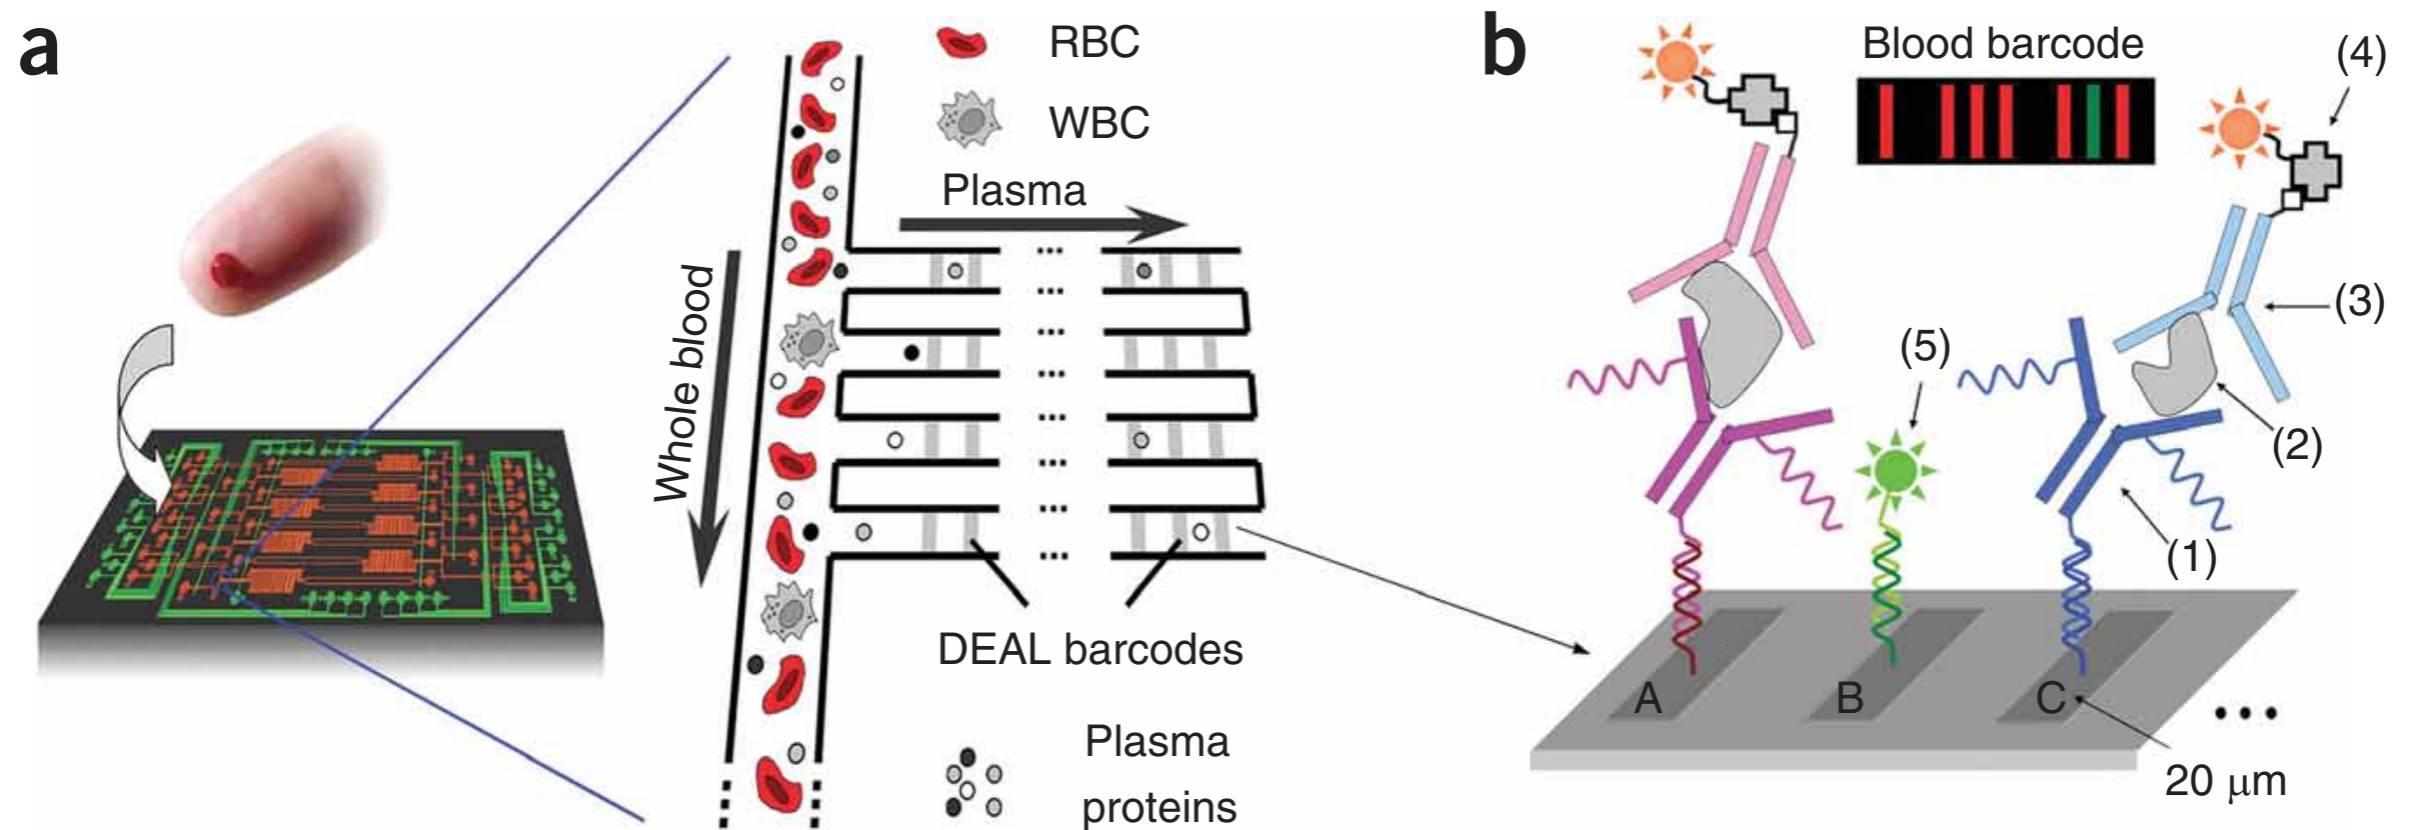 a
RBC
WBC
Plasma
Whole blood
DEAL barcodes
Plasma
proteins
b
Blood barcode
(4)
(3)
(5)
(2)
(1)
A
B
C
20 μm